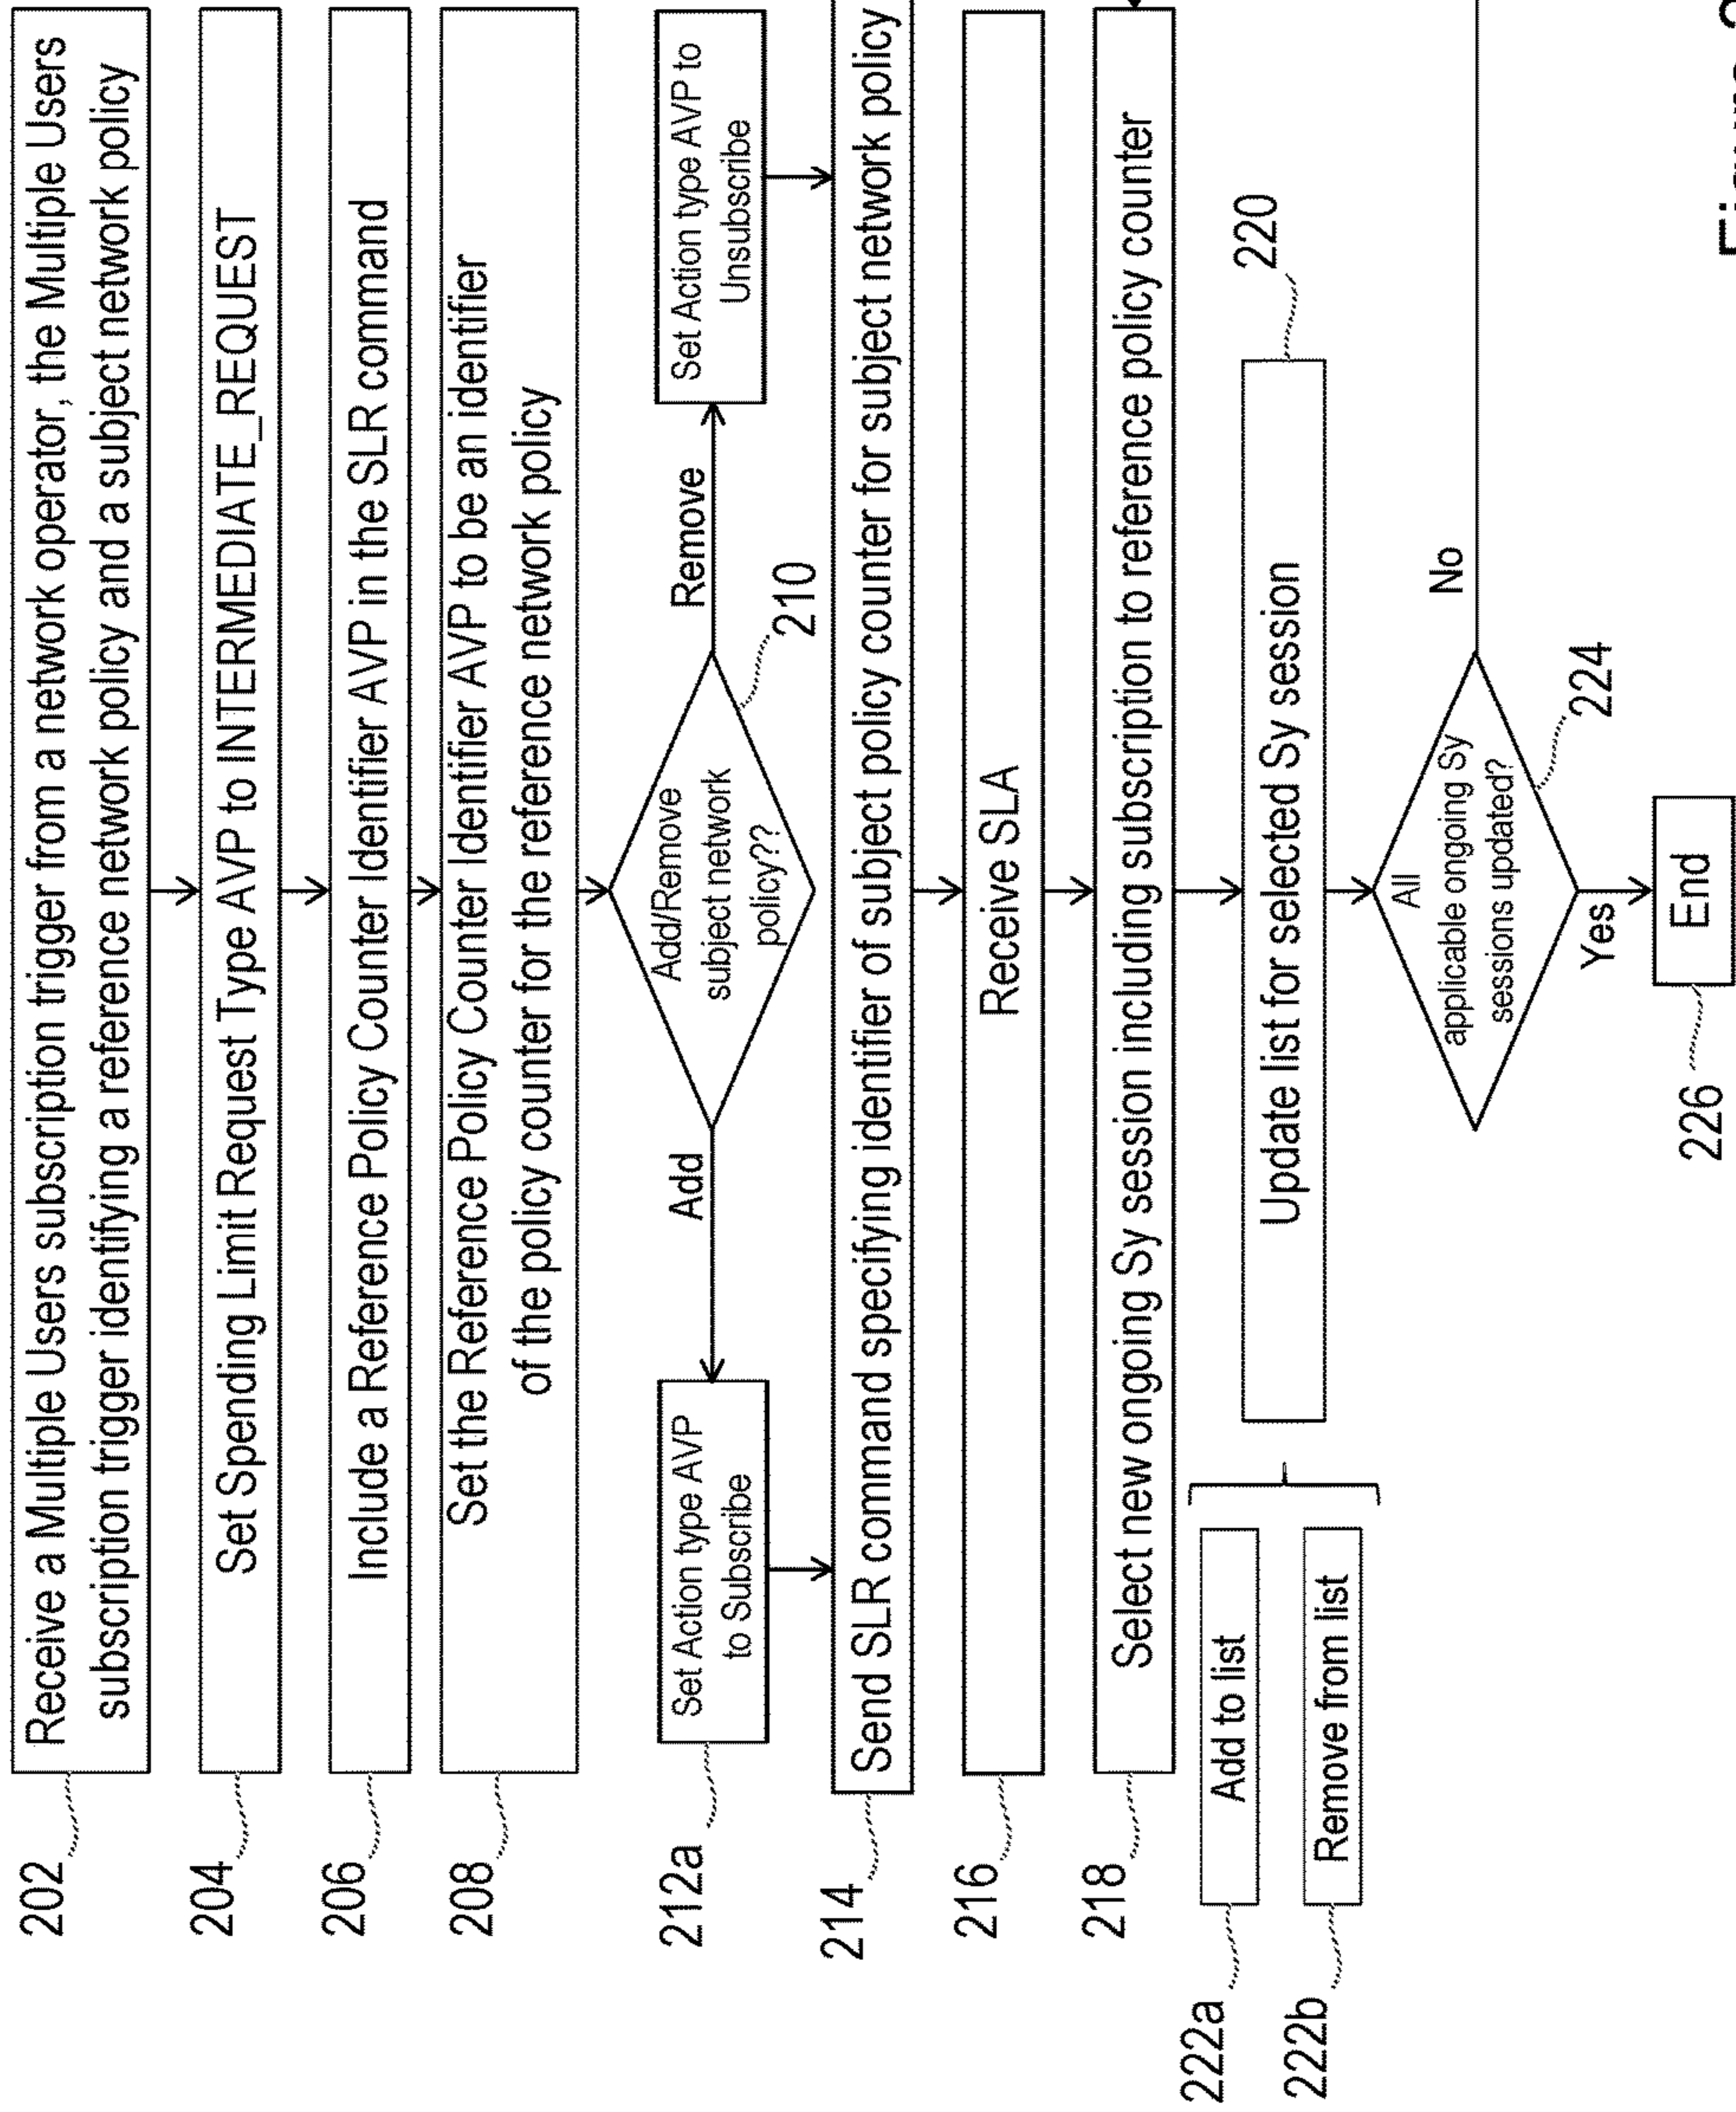 202
Receive a Multiple Users subscription trigger from a network operator, the Multiple Users
subscription trigger identifying a reference network policy and a subject network policy
204
Set Spending Limit Request Type AVP to INTERMEDIATE_REQUEST
206
Include a Reference Policy Counter Identifier AVP in the SLR command
208
Set the Reference Policy Counter Identifier AVP to be an identifier
of the policy counter for the reference network policy
Add/Remove
subject network
policy??
210
Add
Remove
212a
Set Action type AVP
to Subscribe
Set Action type AVP to
Unsubscribe
214
Send SLR command specifying identifier of subject policy counter for subject network policy
216
Receive SLA
218
Select new ongoing Sy session including subscription to reference policy counter
220
Update list for selected Sy session
222a
Add to list
222b
Remove from list
All
applicable ongoing Sy
sessions updated?
224
No
Yes
226
End